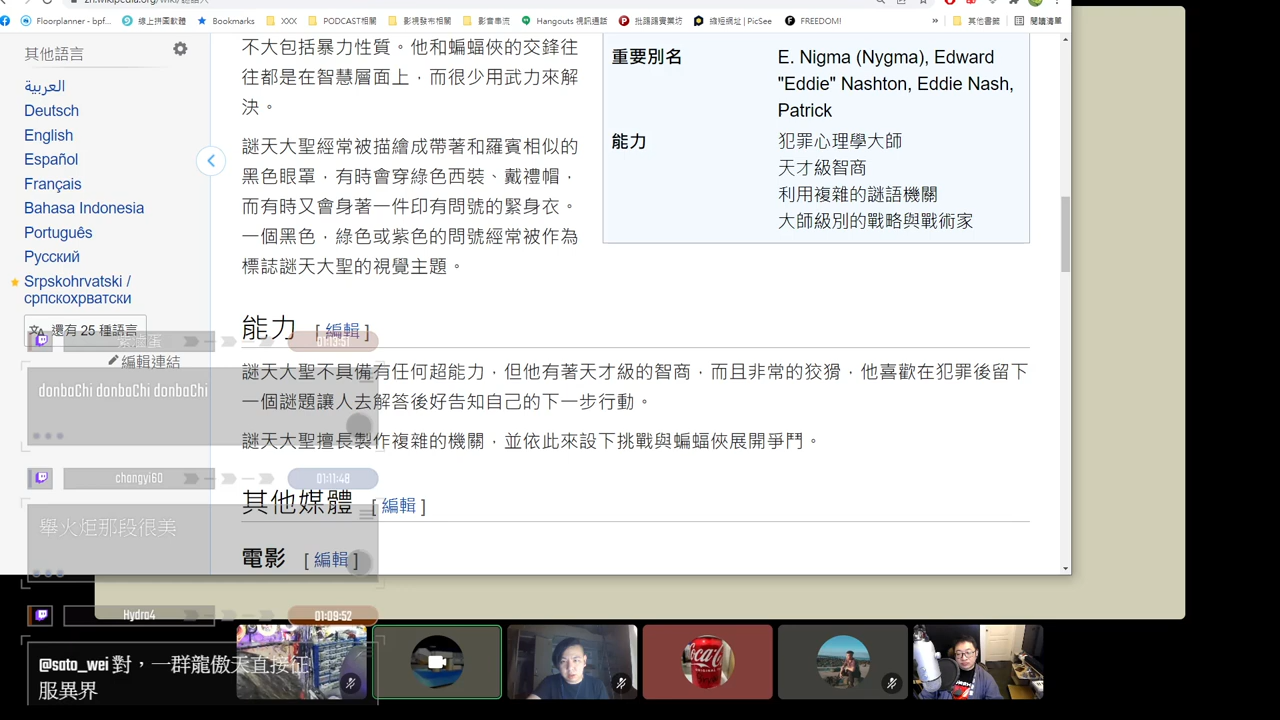 Floorplanner - bpf...
線上拼圖軟體
Bookmarks
XXX
PODCAST相關
影視發布相關
影音串流
Hangouts 視訊通話
批踢踢實業坊
縮短網址 | PicSee
FREEDOM!
»
其他書籤
閱讀清單
其他語言
العربية
Deutsch
English
Español
Français
Bahasa Indonesia
Português
Русский
Srpskohrvatski /
српскохрватски
還有 25 種語言
編輯連結
不大包括暴力性質。他和蝙蝠俠的交鋒往
往都是在智慧層面上，而很少用武力來解
決。
謎天大聖經常被描繪成帶著和羅賓相似的
黑色眼罩，有時會穿綠色西裝、戴禮帽，
而有時又會身著一件印有問號的緊身衣。
一個黑色，綠色或紫色的問號經常被作為
標誌謎天大聖的視覺主題。
重要別名
E. Nigma (Nygma), Edward
"Eddie" Nashton, Eddie Nash,
Patrick
能力
犯罪心理學大師
天才級智商
利用複雜的謎語機關
大師級別的戰略與戰術家
能力 [編輯]
謎天大聖不具備有任何超能力，但他有著天才級的智商，而且非常的狡猾，他喜歡在犯罪後留下
一個謎題讓人去解答後好告知自己的下一步行動。
謎天大聖擅長製作複雜的機關，並依此來設下挑戰與蝙蝠俠展開爭鬥。
其他媒體 [編輯]
電影 [編輯]
01:13:51
donbaChi donbaChi donbaChi
chongyi60
01:11:48
舉火炬那段很美
Hydra4
01:09:52
@soto_wei 對，一群龍傲天直接征
服異界